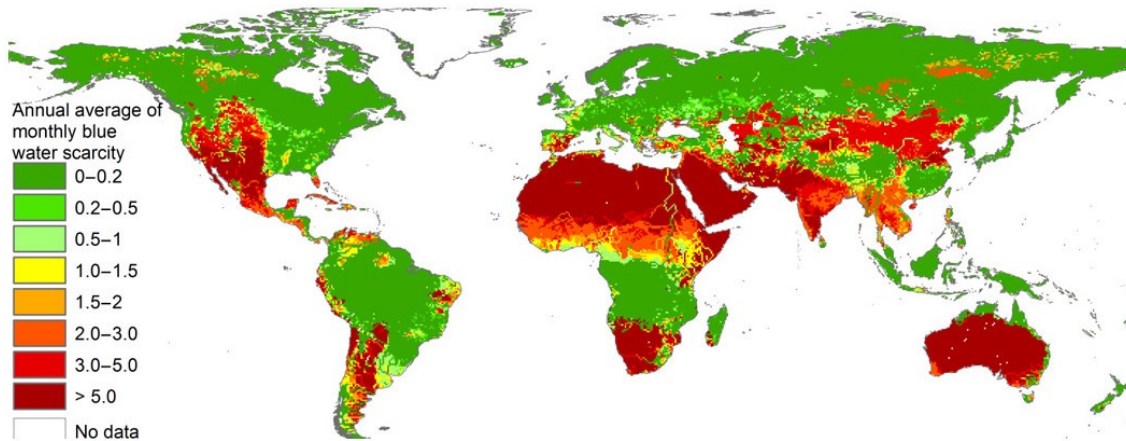 Annual average of
monthly blue
water scarcity
0–0.2
0.2–0.5
0.5–1
1.0–1.5
1.5–2
2.0–3.0
3.0–5.0
> 5.0
No data